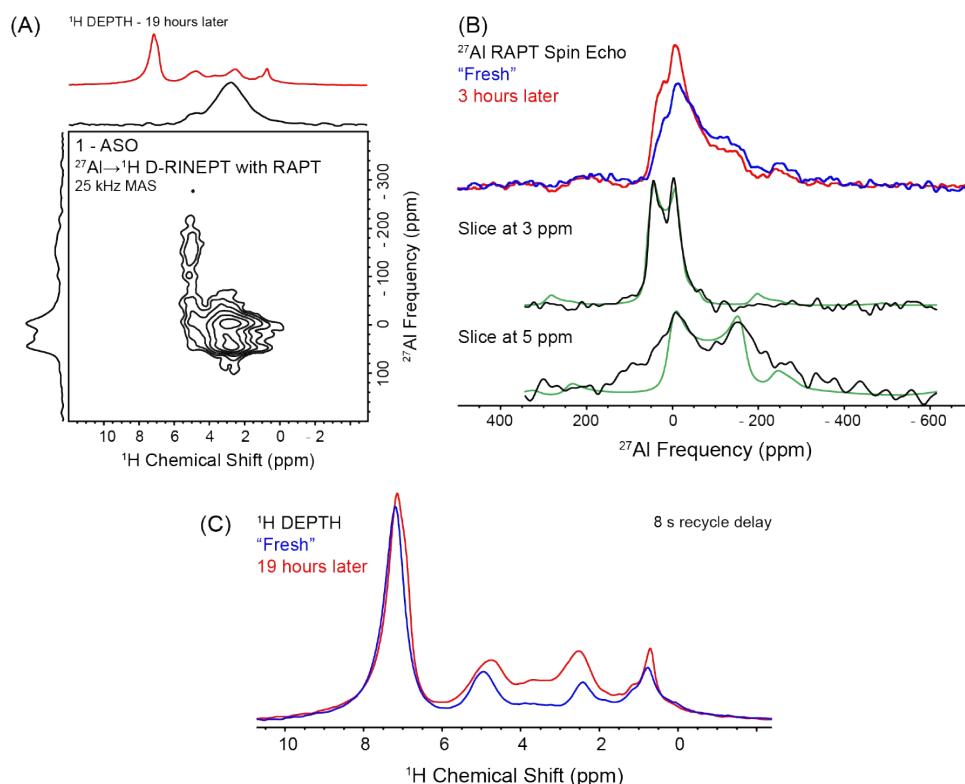 (A)
¹H DEPTH - 19 hours later
1 - ASO
²⁷Al→¹H D-RINEPT with RAPT
25 kHz MAS
- 300
- 200
- 100
0
100
²⁷Al Frequency (ppm)
10 8 6 4 2 0 - 2
¹H Chemical Shift (ppm)
(B)
²⁷Al RAPT Spin Echo
“Fresh”
3 hours later
Slice at 3 ppm
Slice at 5 ppm
400 200 0 - 200 - 400 - 600
²⁷Al Frequency (ppm)
(C)
¹H DEPTH
“Fresh”
19 hours later
8 s recycle delay
10 8 6 4 2 0
¹H Chemical Shift (ppm)